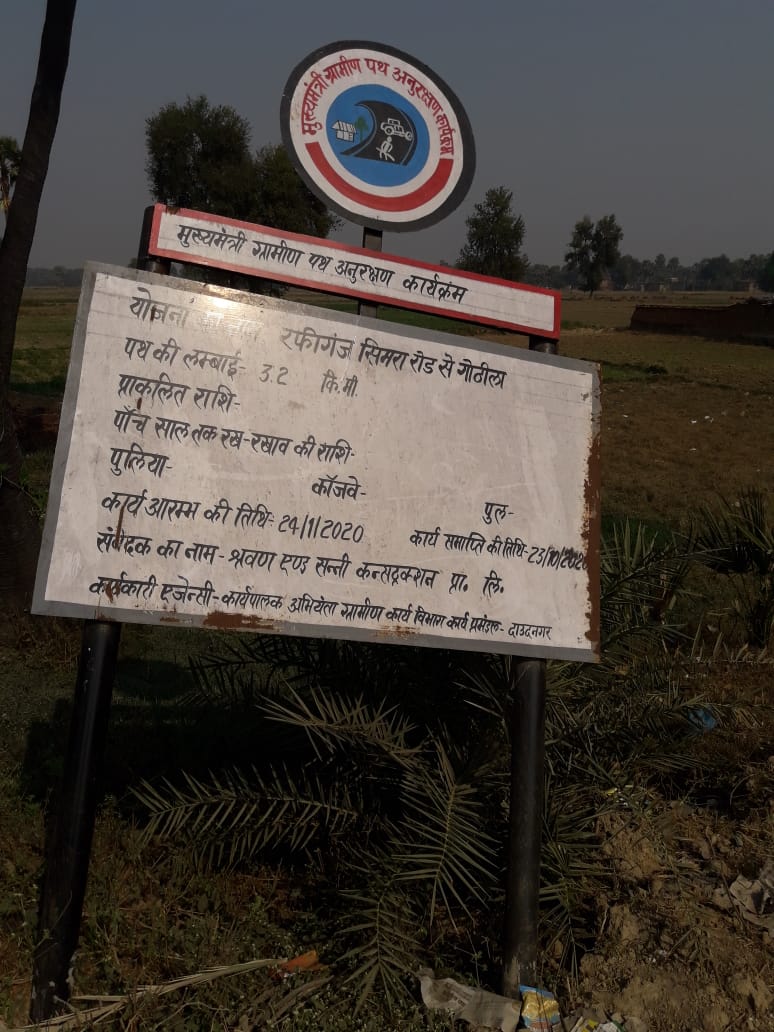 मुख्यमंत्री ग्रामीण पथ अनुरक्षण कार्यक्रम
मुख्यमंत्री ग्रामीण पथ अनुरक्षण कार्यक्रम
योजना का नाम रफीगंज सिमरा रोड से गोठीला
पथ की लम्बाई- 3.2 कि.मी.
प्राकलित राशि-
पाँच साल तक रख-रखाव की राशि-
पुलिया- कॉजवे- पुल-
कार्य आरम्भ की तिथि- 24/1/2020 कार्य समाप्ति की तिथि- 23/10/2020
संवेदक का नाम - श्रवण एण्ड सन्नी कन्सट्रक्शन प्रा. लि.
कार्यकारी एजेन्सी - कार्यपालक अभियंता ग्रामीण कार्य विभाग कार्य प्रमंडल - दाउदनगर